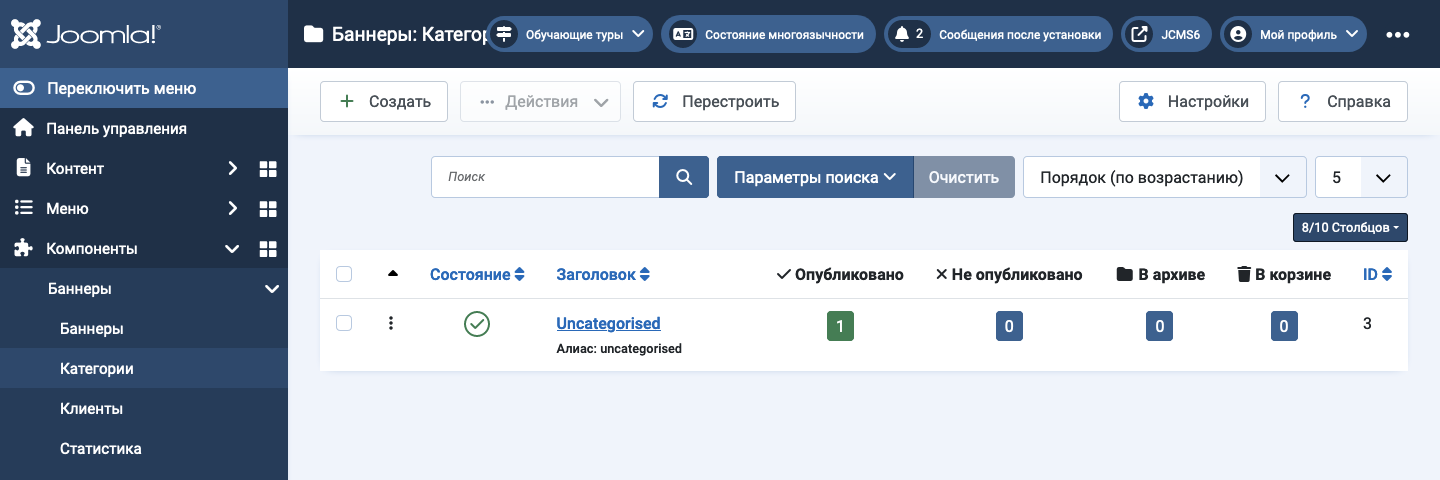 Joomla!
Баннеры: Катего
Обучающие туры
Состояние многоязычности
2 Сообщения после установки
JCMS6
Мой профиль
Переключить меню
Панель управления
Контент
Меню
Компоненты
Баннеры
Баннеры
Категории
Клиенты
Статистика
Создать
Действия
Перестроить
Настройки
Справка
Поиск
Параметры поиска
Очистить
Порядок (по возрастанию)
5
8/10 Столбцов
Состояние Заголовок Опубликовано Не опубликовано В архиве В корзине ID
Uncategorised 1 0 0 0 3
Алиас: uncategorised